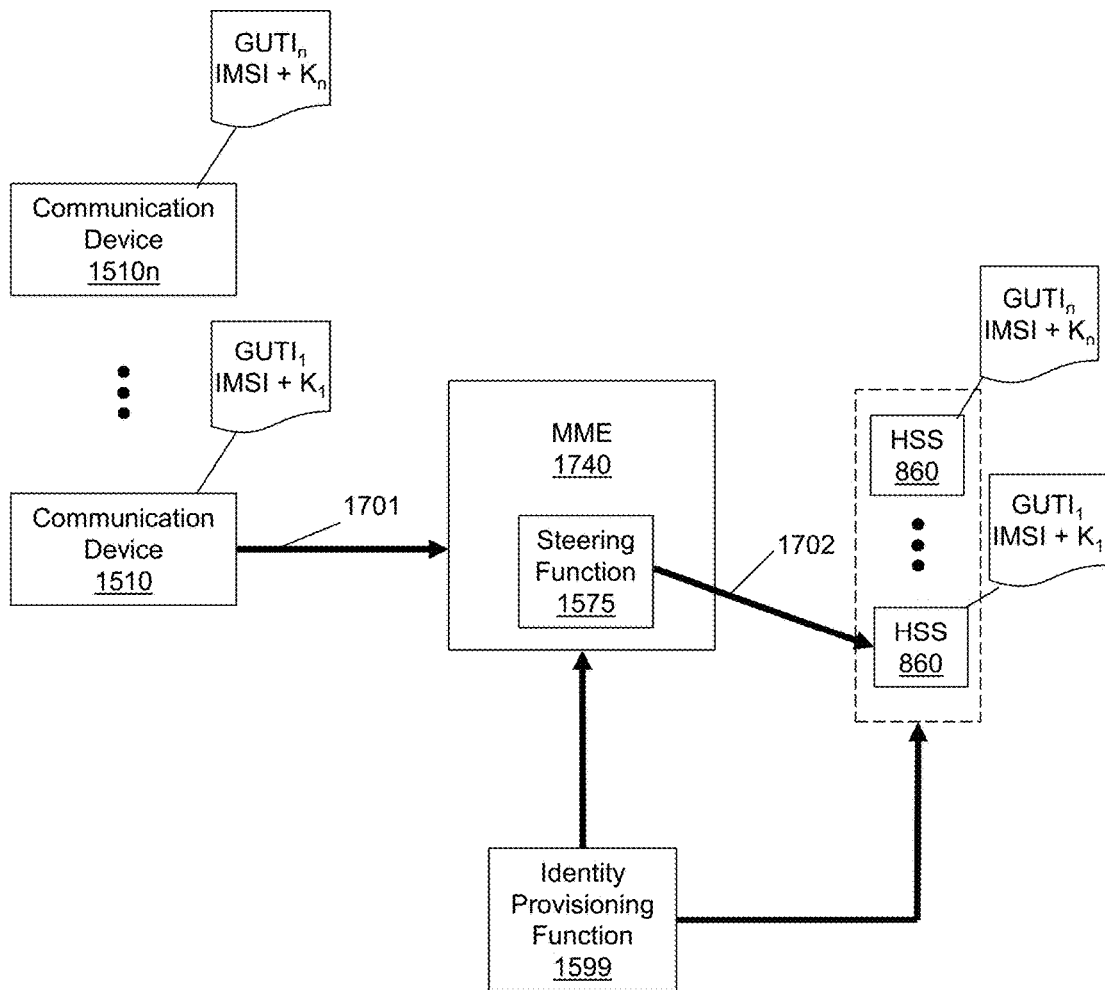 GUTIn
IMSI + Kn
Communication
Device
1510n
GUTI1
IMSI + K1
Communication
Device
1510
1701
MME
1740
Steering
Function
1575
1702
GUTIn
IMSI + Kn
HSS
860
GUTI1
IMSI + K1
HSS
860
Identity
Provisioning
Function
1599